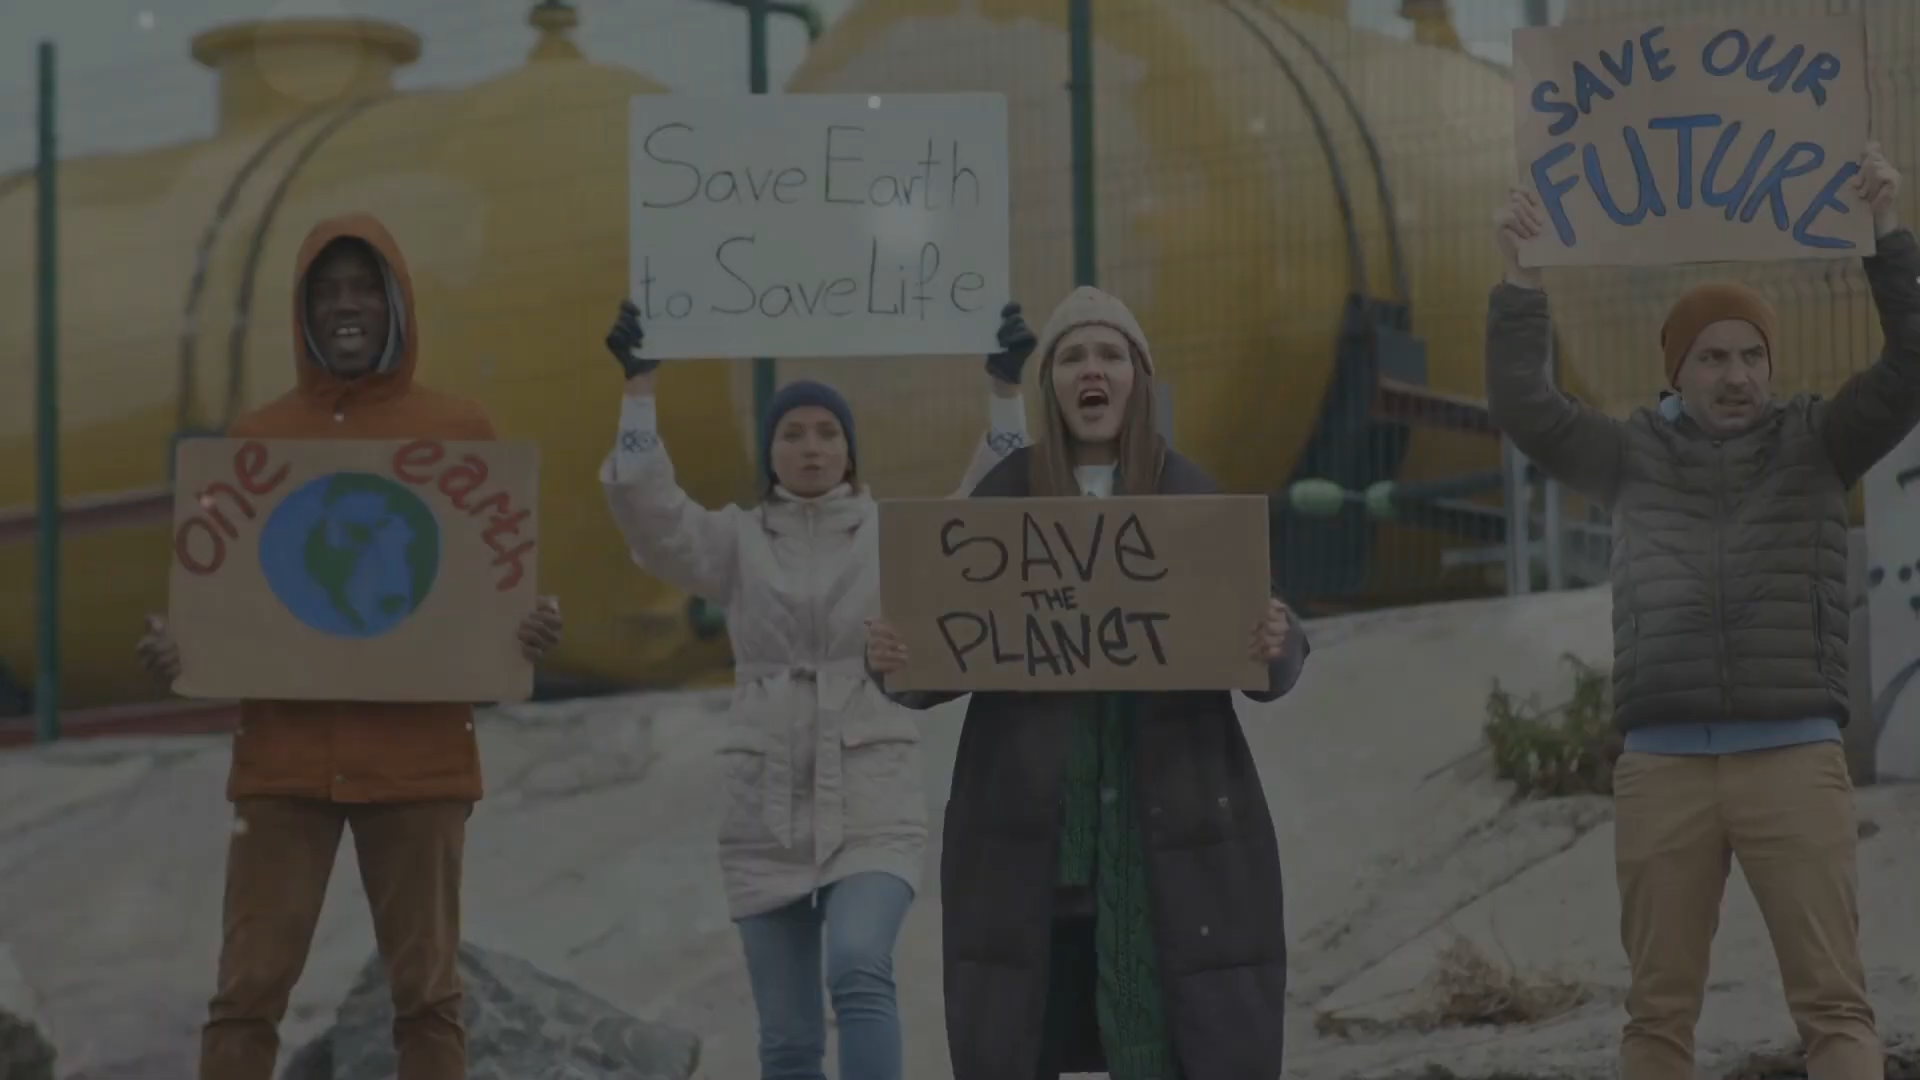 one earth
Save Earth
to Save Life
SAVE
THE
PLANET
SAVE OUR
FUTURE